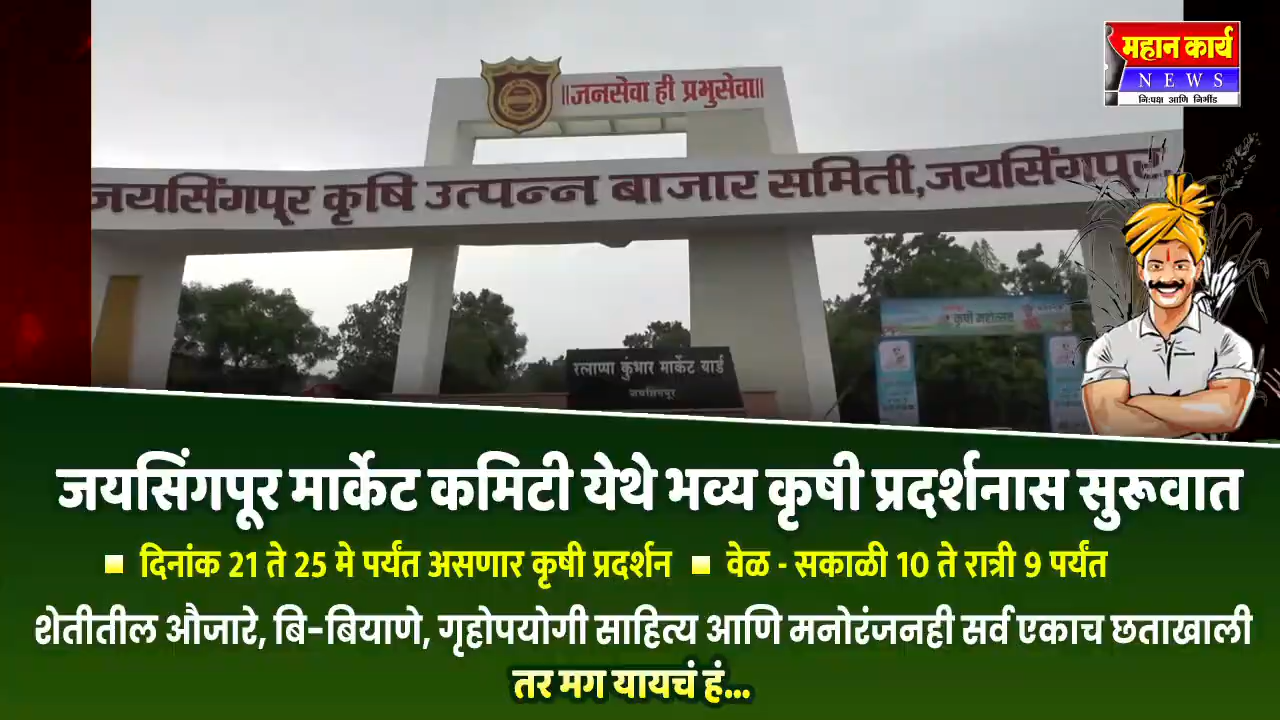 महान कार्य
NEWS
निःपक्ष आणि निर्भीड
॥जनसेवा ही प्रभुसेवा॥
जयसिंगपूर कृषि उत्पन्न बाजार समिती,जयसिंगपूर
कृषी महोत्सव
रत्नाप्पा कुंभार मार्केट यार्ड
जयसिंगपूर
जयसिंगपूर मार्केट कमिटी येथे भव्य कृषी प्रदर्शनास सुरूवात
दिनांक 21 ते 25 मे पर्यंत असणार कृषी प्रदर्शन वेळ - सकाळी 10 ते रात्री 9 पर्यंत
शेतीतील औजारे, बि-बियाणे, गृहोपयोगी साहित्य आणि मनोरंजनही सर्व एकाच छताखाली
तर मग यायचं हं...